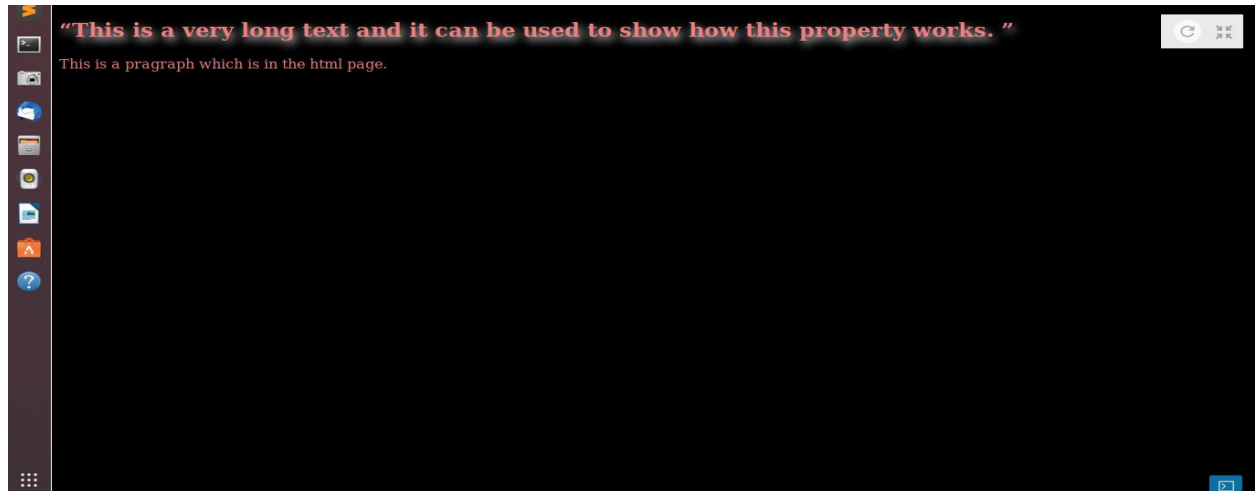 “This is a very long text and it can be used to show how this property works. ”
This is a pragraph which is in the html page.